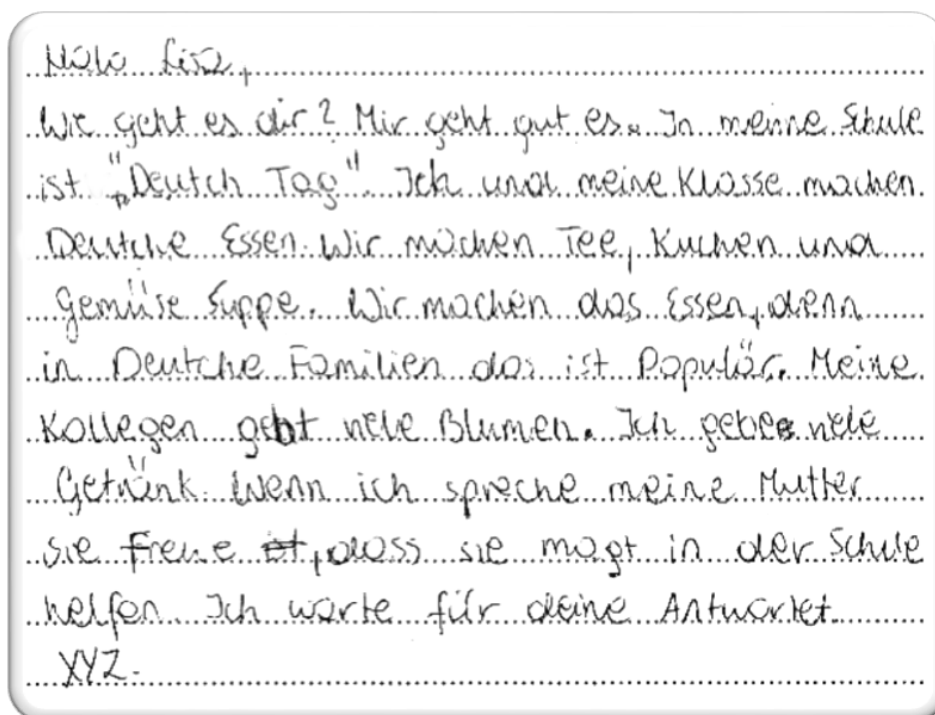 Halo Lisa,
Wie geht es dir? Mir geht gut es. In meine Schule
ist "Deutch Tag". Ich und meine Klasse machen
Deutche Essen. Wir machen Tee, Kuchen und
Gemüse Suppe. Wir machen das Essen, denn
in Deutche Familien das ist Populär. Meine
Kollegen gebt viele Blumen. Ich gebe viele
Getränk. Wenn ich spreche meine Mutter
sie freue, dass sie magt in der Schule
helfen. Ich warte für deine Antwortet.
XYZ.